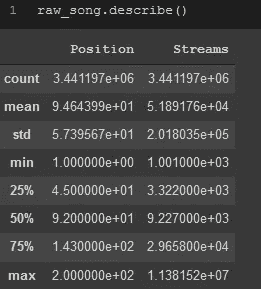 1 raw_song.describe()
Position Streams
count 3.441197e+06 3.441197e+06
mean 9.464399e+01 5.189176e+04
std 5.739567e+01 2.018035e+05
min 1.000000e+00 1.001000e+03
25% 4.500000e+01 3.322000e+03
50% 9.200000e+01 9.227000e+03
75% 1.430000e+02 2.965800e+04
max 2.000000e+02 1.138152e+07